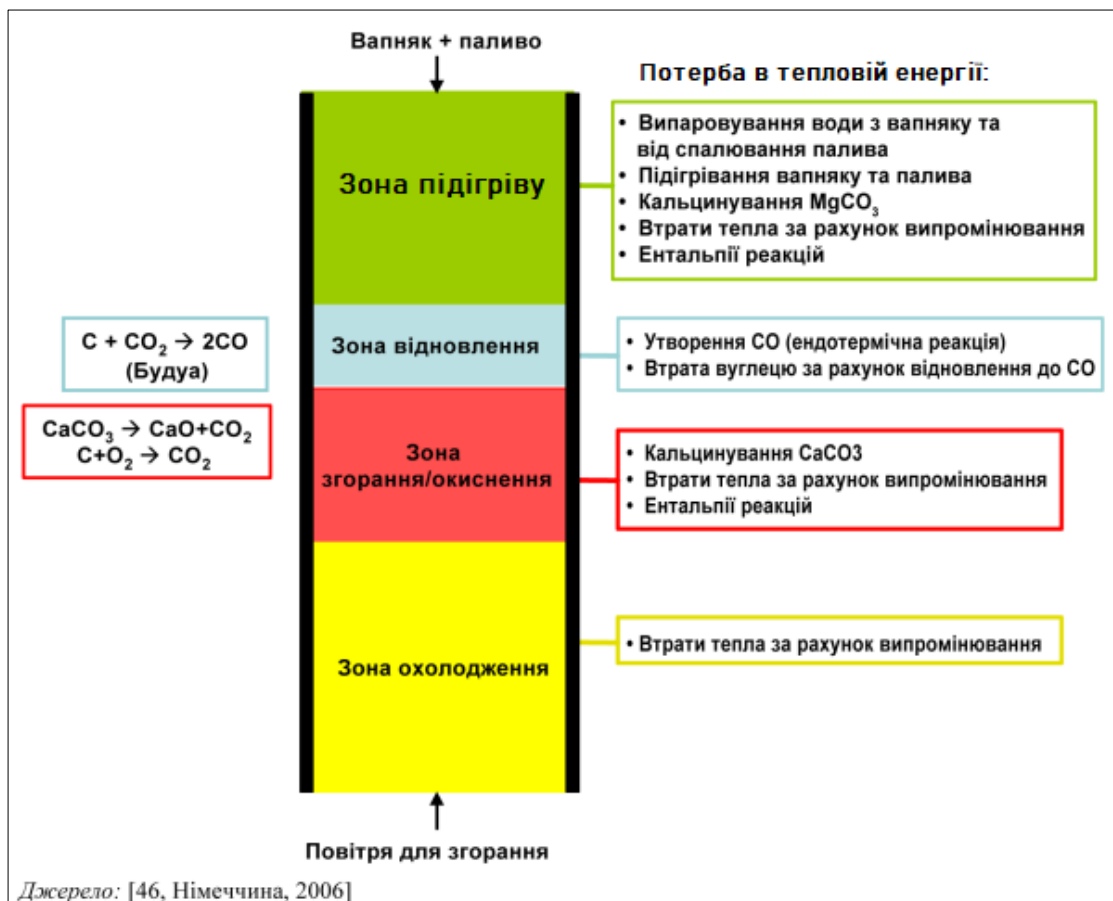 Вапняк + паливо
Потерба в тепловій енергії:
Зона підігріву
• Випаровування води з вапняку та
від спалювання палива
• Підігрівання вапняку та палива
• Кальцинування MgCO₃
• Втрати тепла за рахунок випромінювання
• Ентальпії реакцій
C + CO₂ → 2CO
(Будуа)
Зона відновлення
• Утворення СО (ендотермічна реакція)
• Втрата вуглецю за рахунок відновлення до СО
CaCO₃ → CaO+CO₂
C+O₂ → CO₂
Зона
згорання/окиснення
• Кальцинування CaCO3
• Втрати тепла за рахунок випромінювання
• Ентальпії реакцій
Зона охолодження
• Втрати тепла за рахунок випромінювання
Повітря для згорання
Джерело: [46, Німеччина, 2006]